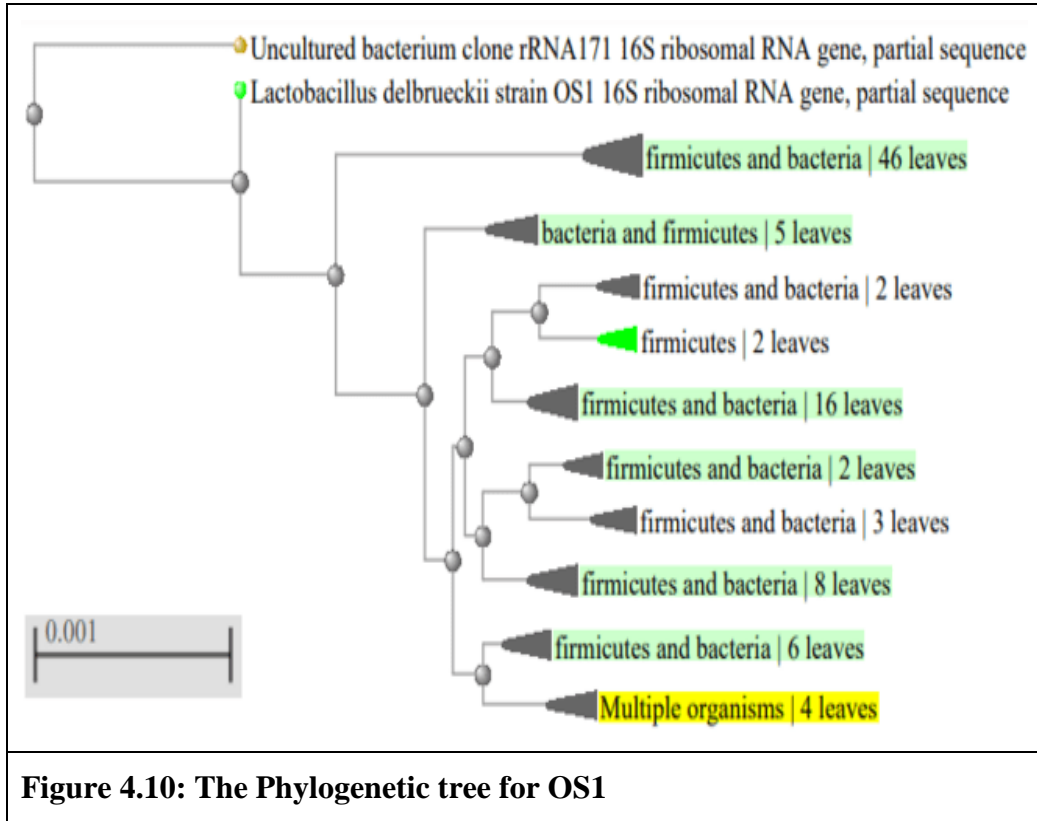 Uncultured bacterium clone rRNA171 16S ribosomal RNA gene, partial sequence
Lactobacillus delbrueckii strain OS1 16S ribosomal RNA gene, partial sequence
firmicutes and bacteria | 46 leaves
bacteria and firmicutes | 5 leaves
firmicutes and bacteria | 2 leaves
firmicutes | 2 leaves
firmicutes and bacteria | 16 leaves
firmicutes and bacteria | 2 leaves
firmicutes and bacteria | 3 leaves
firmicutes and bacteria | 8 leaves
0.001
firmicutes and bacteria | 6 leaves
Multiple organisms | 4 leaves
Figure 4.10: The Phylogenetic tree for OS1